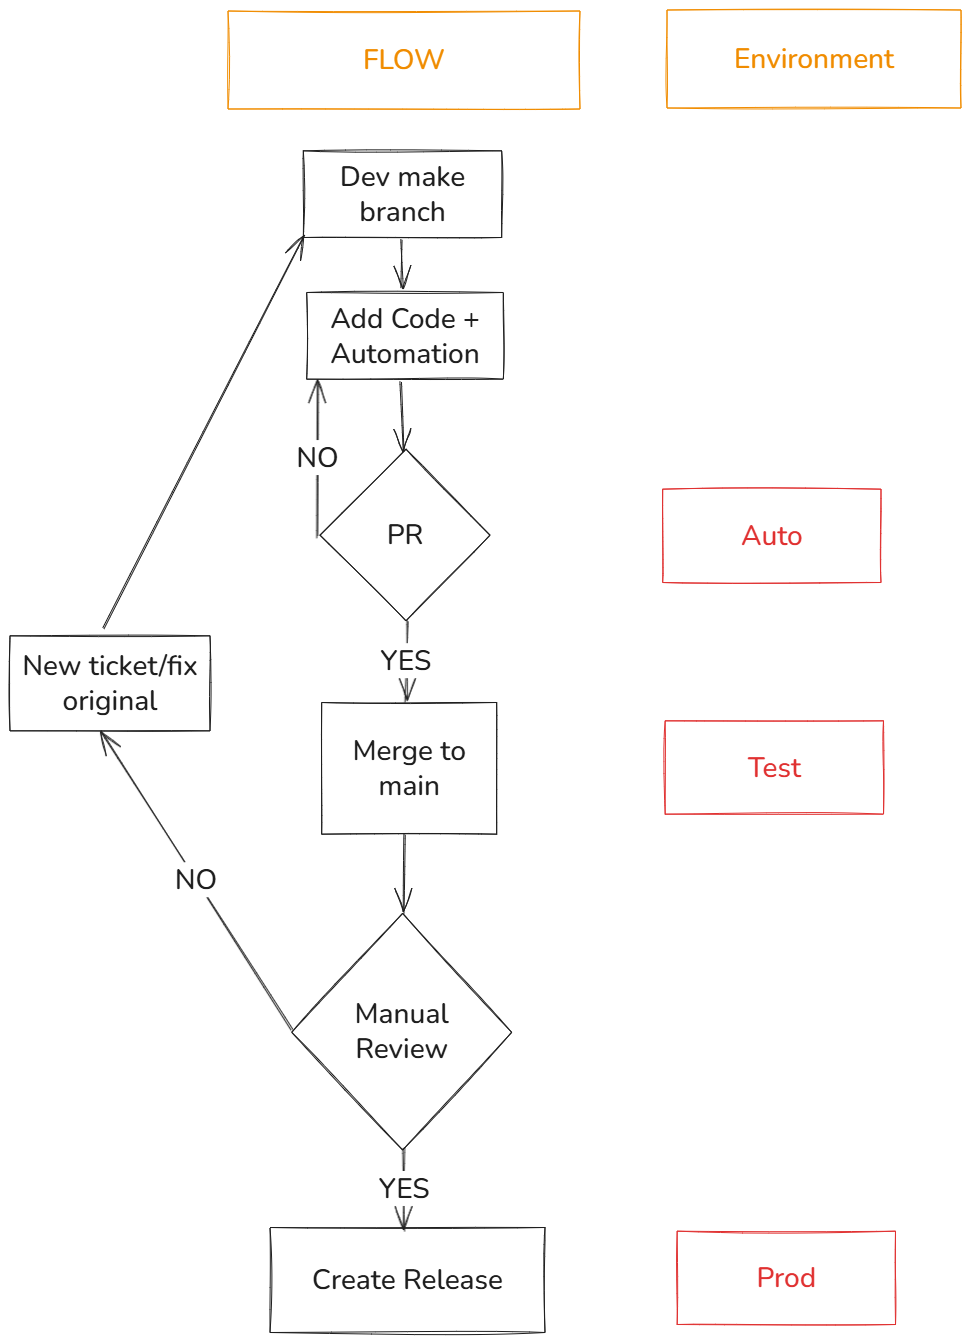 FLOW
Environment
Dev make
branch
Add Code +
Automation
NO
PR
Auto
YES
New ticket/fix
original
Merge to
main
Test
NO
Manual
Review
YES
Create Release
Prod